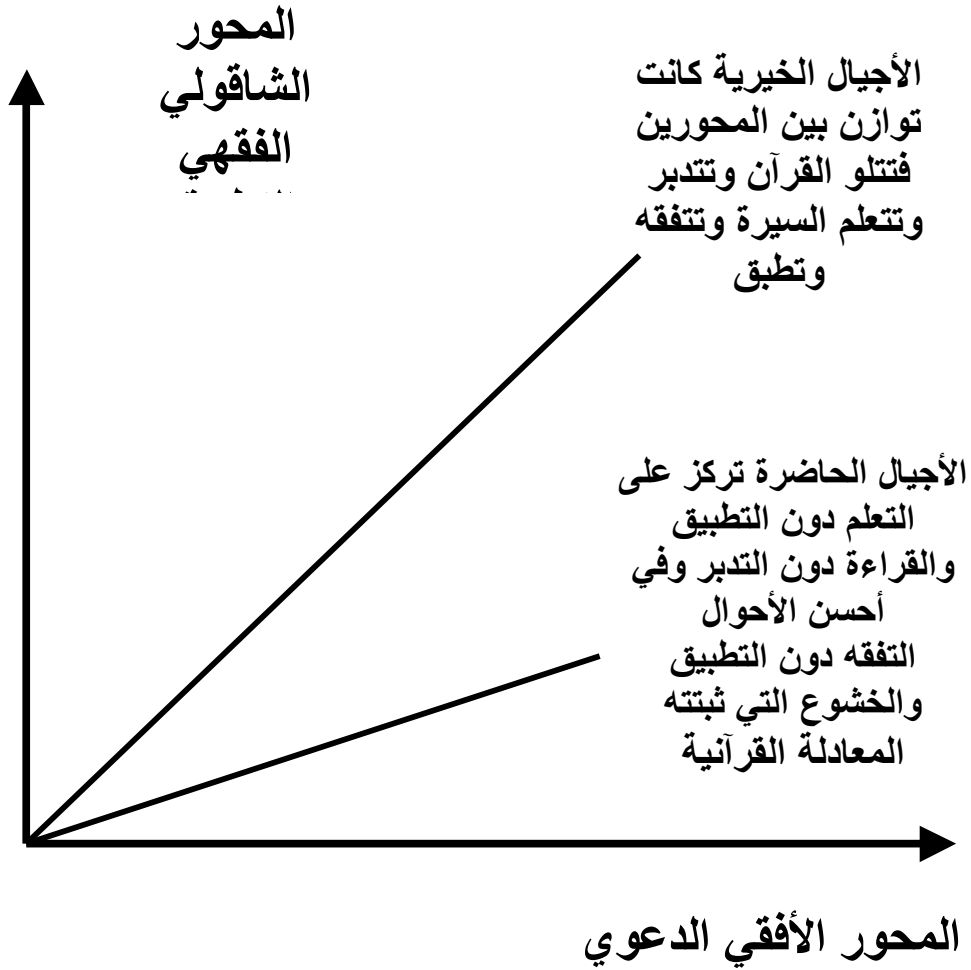 المحور
الشاقولي
الفقهي
الأجيال الخيرية كانت
توازن بين المحورين
فتتلو القرآن وتتدبر
وتتعلم السيرة وتتفقه
وتطبق
الأجيال الحاضرة تركز على
التعلم دون التطبيق
والقراءة دون التدبر وفي
أحسن الأحوال
التفقه دون التطبيق
والخشوع التي ثبتته
المعادلة القرآنية
المحور الأفقي الدعوي